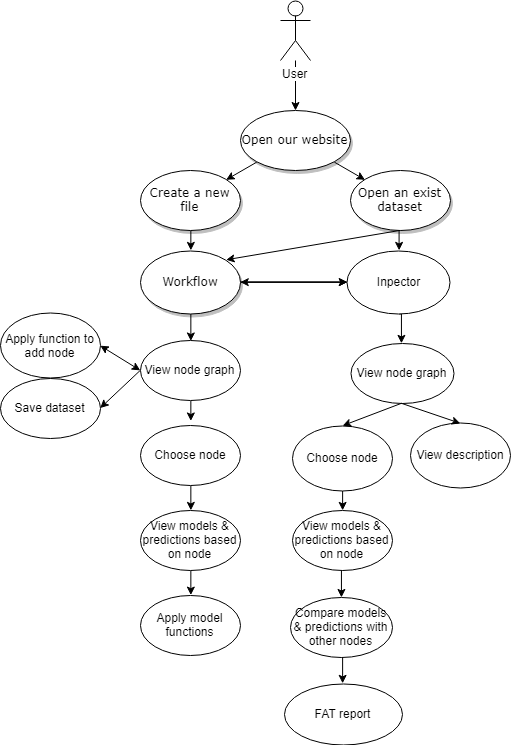 User
Open our website
Create a new
file
Open an exist
dataset
Workflow
Inpector
Apply function to
add node
View node graph
View node graph
Save dataset
Choose node
Choose node
View description
View models &
predictions based
on node
View models &
predictions based
on node
Apply model
functions
Compare models
& predictions with
other nodes
FAT report